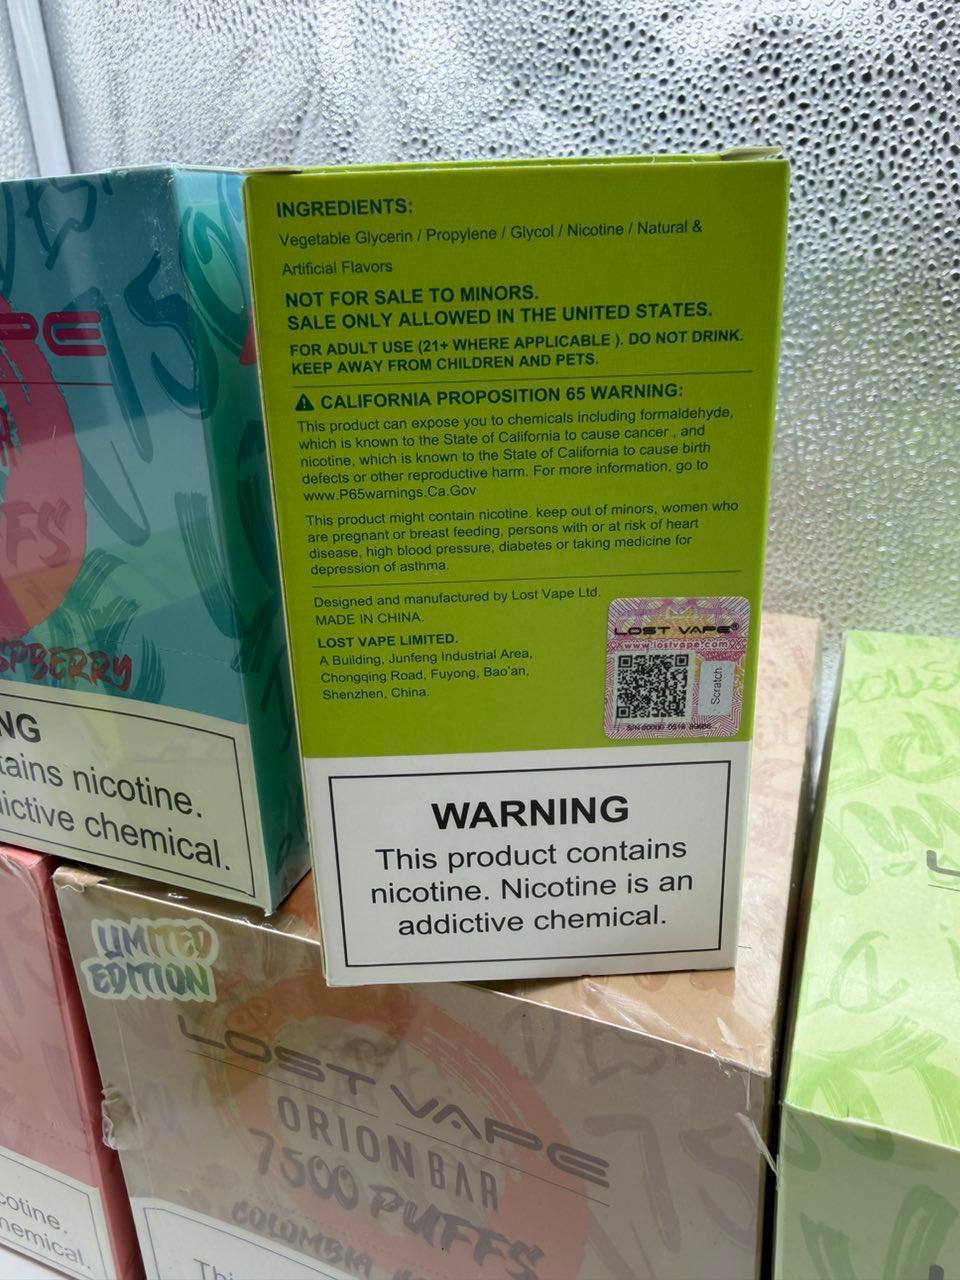 INGREDIENTS:
Vegetable Glycerin / Propylene / Glycol / Nicotine / Natural &
Artificial Flavors
NOT FOR SALE TO MINORS.
SALE ONLY ALLOWED IN THE UNITED STATES.
FOR ADULT USE (21+ WHERE APPLICABLE ). DO NOT DRINK.
KEEP AWAY FROM CHILDREN AND PETS.
CALIFORNIA PROPOSITION 65 WARNING:
This product can expose you to chemicals including formaldehyde,
which is known to the State of California to cause cancer , and
nicotine, which is known to the State of California to cause birth
defects or other reproductive harm. For more information, go to
www.P65warnings.Ca.Gov
This product might contain nicotine. keep out of minors, women who
are pregnant or breast feeding, persons with or at risk of heart
disease, high blood pressure, diabetes or taking medicine for
depression of asthma.
Designed and manufactured by Lost Vape Ltd.
MADE IN CHINA.
LOST VAPE LIMITED.
A Building, Junfeng Industrial Area,
Chongqing Road, Fuyong, Bao'an,
Shenzhen, China.
LOST VAPE®
www.lostvape.com
Scratch
WARNING
This product contains
nicotine. Nicotine is an
addictive chemical.
PE
FFS
SPBERRY
NG
tains nicotine.
ictive chemical.
LIMITED
EDITION
LOST VAPE
ORION BAR
7500 PUFFS
COLOMBIA
Thi
cotine.
hemical.